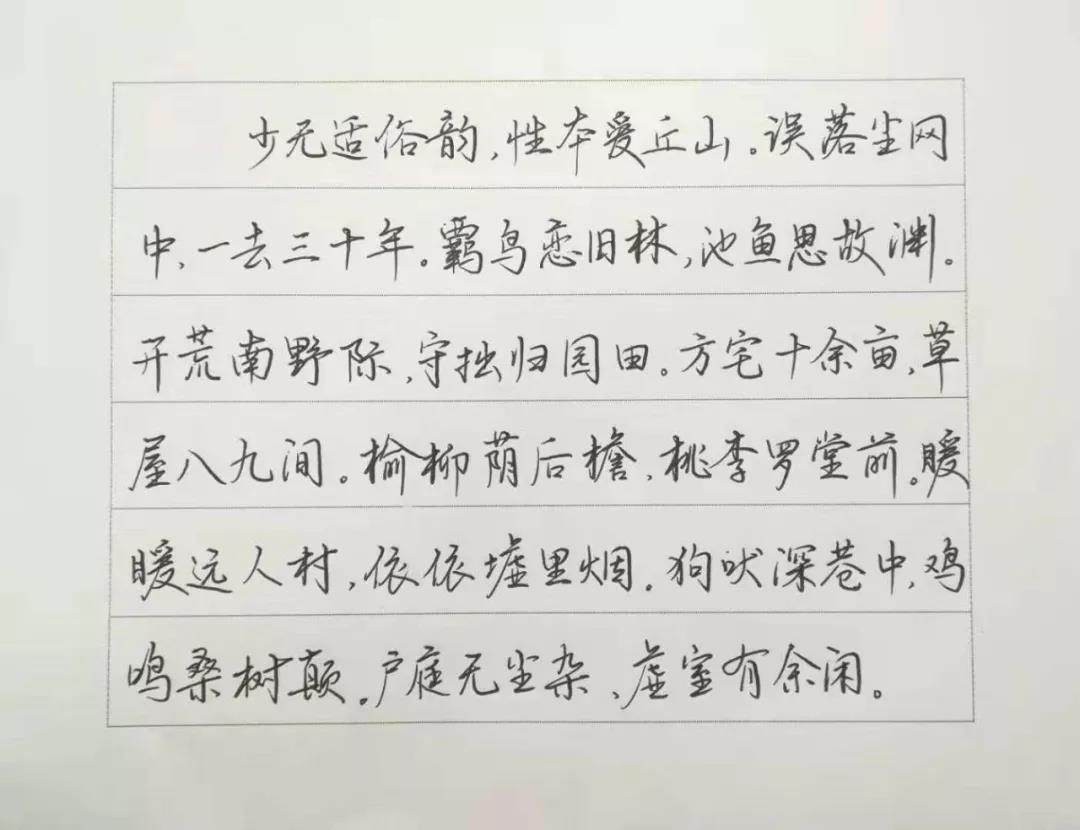 少无适俗韵,性本爱丘山。误落尘网
中,一去三十年。羁鸟恋旧林,池鱼思故渊。
开荒南野际,守拙归园田。方宅十余亩,草
屋八九间。榆柳荫后檐,桃李罗堂前。暖
暖远人村,依依墟里烟。狗吠深巷中,鸡
鸣桑树颠。户庭无尘杂,虚室有余闲。